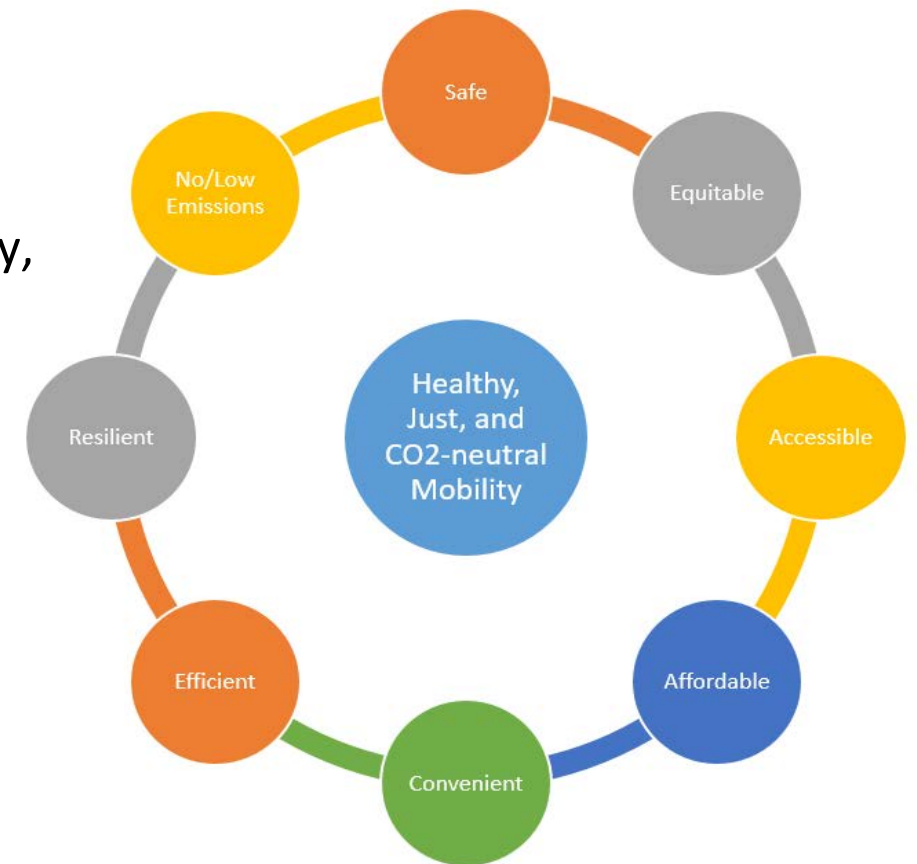 Safe
No/Low
Emissions
Equitable
y,
Healthy,
Just, and
CO2-neutral
Mobility
Resilient
Accessible
Efficient
Affordable
Convenient